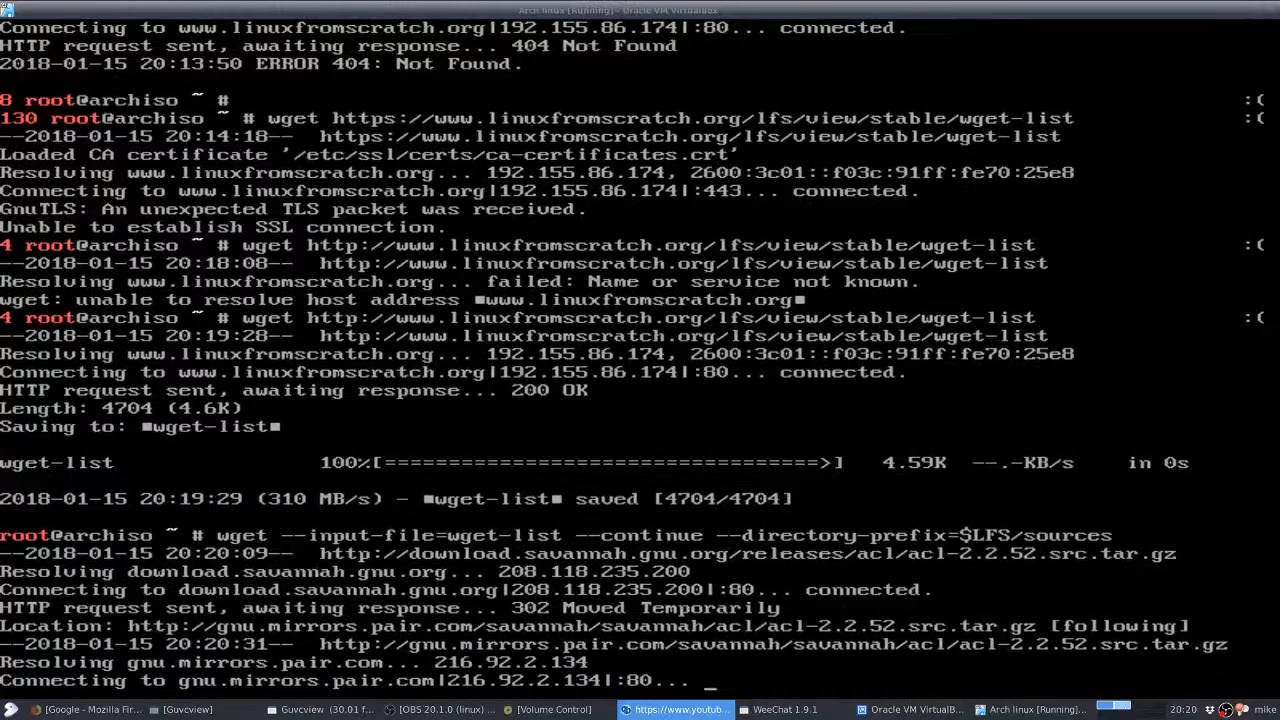 Arch linux [Running] - Oracle VM VirtualBox
Connecting to www.linuxfromscratch.org|192.155.86.174|:80... connected.
HTTP request sent, awaiting response... 404 Not Found
2018-01-15 20:13:50 ERROR 404: Not Found.
8 root@archiso ~ # :(
130 root@archiso ~ # wget https://www.linuxfromscratch.org/lfs/view/stable/wget-list :(
--2018-01-15 20:14:18-- https://www.linuxfromscratch.org/lfs/view/stable/wget-list
Loaded CA certificate '/etc/ssl/certs/ca-certificates.crt'
Resolving www.linuxfromscratch.org... 192.155.86.174, 2600:3c01::f03c:91ff:fe70:25e8
Connecting to www.linuxfromscratch.org|192.155.86.174|:443... connected.
GnuTLS: An unexpected TLS packet was received.
Unable to establish SSL connection.
4 root@archiso ~ # wget http://www.linuxfromscratch.org/lfs/view/stable/wget-list :(
--2018-01-15 20:18:08-- http://www.linuxfromscratch.org/lfs/view/stable/wget-list
Resolving www.linuxfromscratch.org... failed: Name or service not known.
wget: unable to resolve host address ■www.linuxfromscratch.org■
4 root@archiso ~ # wget http://www.linuxfromscratch.org/lfs/view/stable/wget-list :(
--2018-01-15 20:19:28-- http://www.linuxfromscratch.org/lfs/view/stable/wget-list
Resolving www.linuxfromscratch.org... 192.155.86.174, 2600:3c01::f03c:91ff:fe70:25e8
Connecting to www.linuxfromscratch.org|192.155.86.174|:80... connected.
HTTP request sent, awaiting response... 200 OK
Length: 4704 (4.6K)
Saving to: ■wget-list■
wget-list 100%[==================================>] 4.59K --.-KB/s in 0s
2018-01-15 20:19:29 (310 MB/s) - ■wget-list■ saved [4704/4704]
root@archiso ~ # wget --input-file=wget-list --continue --directory-prefix=$LFS/sources
--2018-01-15 20:20:09-- http://download.savannah.gnu.org/releases/acl/acl-2.2.52.src.tar.gz
Resolving download.savannah.gnu.org... 208.118.235.200
Connecting to download.savannah.gnu.org|208.118.235.200|:80... connected.
HTTP request sent, awaiting response... 302 Moved Temporarily
Location: http://gnu.mirrors.pair.com/savannah/savannah/acl/acl-2.2.52.src.tar.gz [following]
--2018-01-15 20:20:31-- http://gnu.mirrors.pair.com/savannah/savannah/acl/acl-2.2.52.src.tar.gz
Resolving gnu.mirrors.pair.com... 216.92.2.134
Connecting to gnu.mirrors.pair.com|216.92.2.134|:80... _
[Google - Mozilla Fir... [Guvcview] Guvcview (30.01 f... [OBS 20.1.0 (linux) ... [Volume Control] https://www.youtub... WeeChat 1.9.1 Oracle VM VirtualB... Arch linux [Running]... 20:20 mike